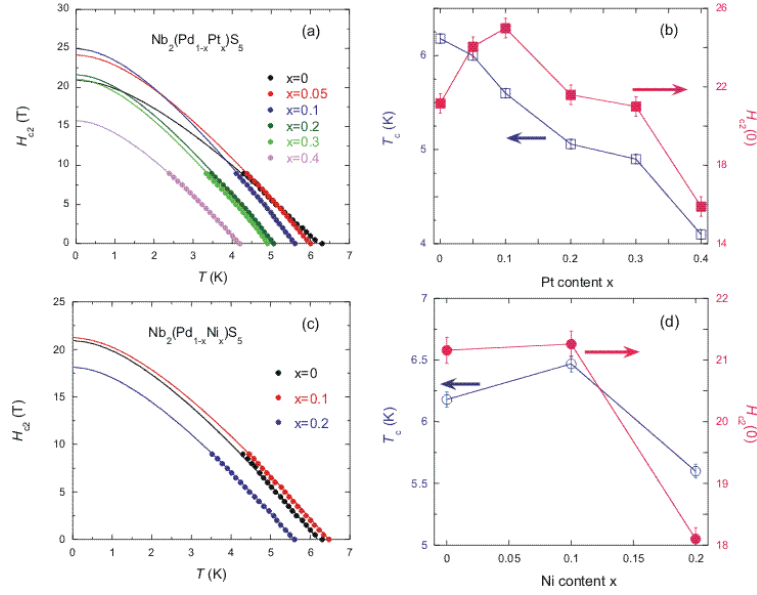 (a)
Nb2(Pd1-xPtx)S5
x=0
x=0.05
x=0.1
x=0.2
x=0.3
x=0.4
30
25
20
15
10
5
0
Hc2 (T)
0 1 2 3 4 5 6 7
T (K)
(b)
6
5
4
Tc (K)
26
22
18
14
Hc2(0)
0 0.1 0.2 0.3 0.4
Pt content x
(c)
Nb2(Pd1-xNix)S5
x=0
x=0.1
x=0.2
25
20
15
10
5
0
Hc2 (T)
0 1 2 3 4 5 6 7
T (K)
(d)
7
6.5
6
5.5
5
Tc (K)
22
21
20
19
18
Hc2(0)
0 0.05 0.1 0.15 0.2
Ni content x